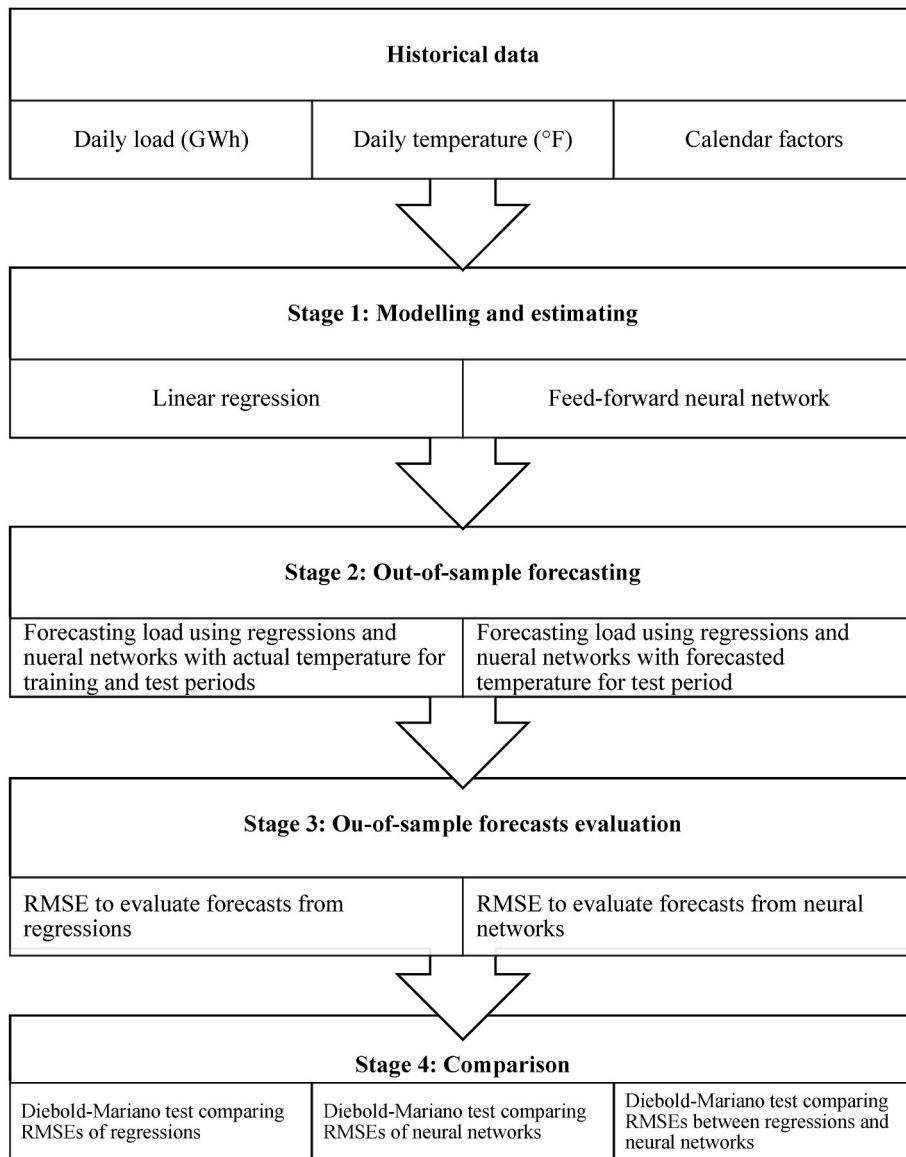 Historical data
Daily load (GWh)
Daily temperature (°F)
Calendar factors
Stage 1: Modelling and estimating
Linear regression
Feed-forward neural network
Stage 2: Out-of-sample forecasting
Forecasting load using regressions and
nueral networks with actual temperature for
training and test periods
Forecasting load using regressions and
nueral networks with forecasted
temperature for test period
Stage 3: Ou-of-sample forecasts evaluation
RMSE to evaluate forecasts from
regressions
RMSE to evaluate forecasts from neural
networks
Stage 4: Comparison
Diebold-Mariano test comparing
RMSEs of regressions
Diebold-Mariano test comparing
RMSEs of neural networks
Diebold-Mariano test comparing
RMSEs between regressions and
neural networks